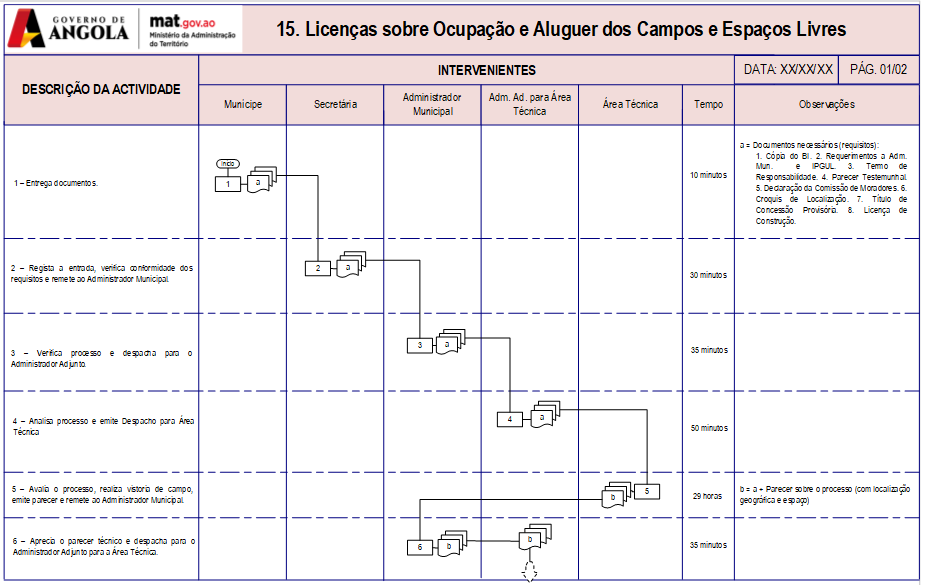 GOVERNO DE
ANGOLA
mat.gov.ao
Ministério da Administração
do Território
15. Licenças sobre Ocupação e Aluguer dos Campos e Espaços Livres
DESCRIÇÃO DA ACTIVIDADE
INTERVENIENTES
DATA: XX/XX/XX
PÁG. 01/02
Munícipe
Secretária
Administrador
Municipal
Adm. Ad. para Área
Técnica
Área Técnica
Tempo
Observações
1 – Entrega documentos.
Início
1
a
10 minutos
a = Documentos necessários (requisitos):
1. Cópia do BI. 2. Requerimentos a Adm.
Mun. e IPGUL. 3. Termo de
Responsabilidade. 4. Parecer Testemunhal.
5. Declaração da Comissão de Moradores. 6.
Croquis de Localização. 7. Título de
Concessão Provisória. 8. Licença de
Construção.
2 – Regista a entrada, verifica conformidade dos
requisitos e remete ao Administrador Municipal.
2
a
30 minutos
3 – Verifica processo e despacha para o
Administrador Adjunto.
3
a
35 minutos
4 – Analisa processo e emite Despacho para Área
Técnica
4
a
50 minutos
5 – Avalia o processo, realiza vistoria de campo,
emite parecer e remete ao Administrador Municipal.
b
5
29 horas
b = a + Parecer sobre o processo (com localização
geográfica e espaço)
6 – Aprecia o parecer técnico e despacha para o
Administrador Adjunto para a Área Técnica.
6
b
b
35 minutos